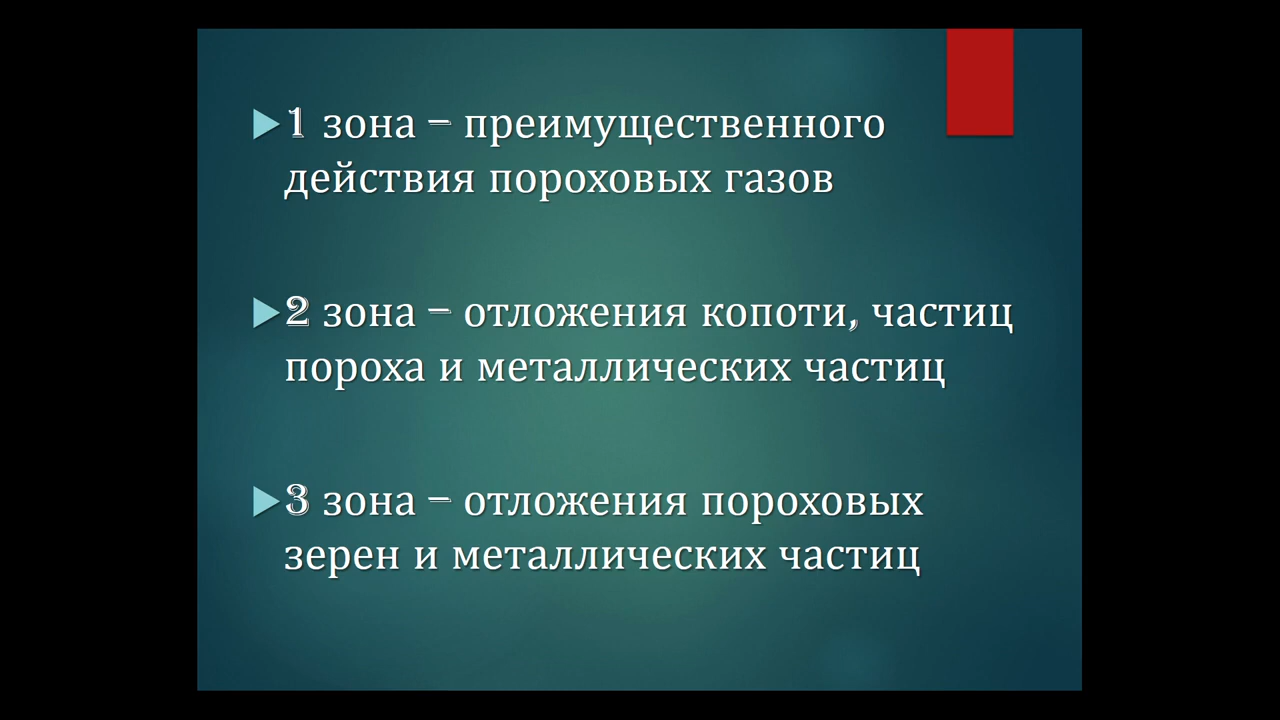 1 зона – преимущественного
действия пороховых газов
2 зона – отложения копоти, частиц
пороха и металлических частиц
3 зона – отложения пороховых
зерен и металлических частиц